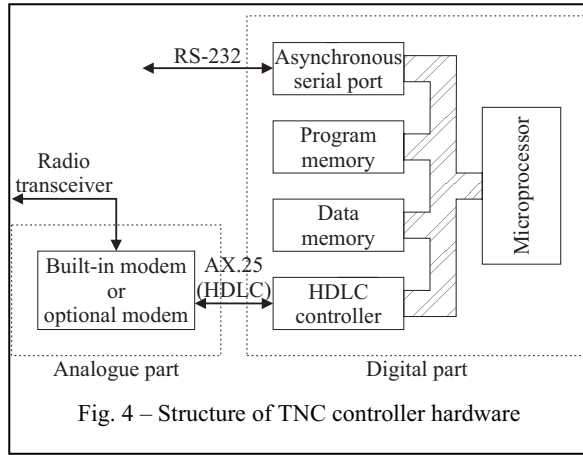 RS-232
Asynchronous
serial port
Program
memory
Microprocessor
Radio
transceiver
Data
memory
Built-in modem
or
optional modem
AX.25
(HDLC)
HDLC
controller
Analogue part
Digital part
Fig. 4 – Structure of TNC controller hardware